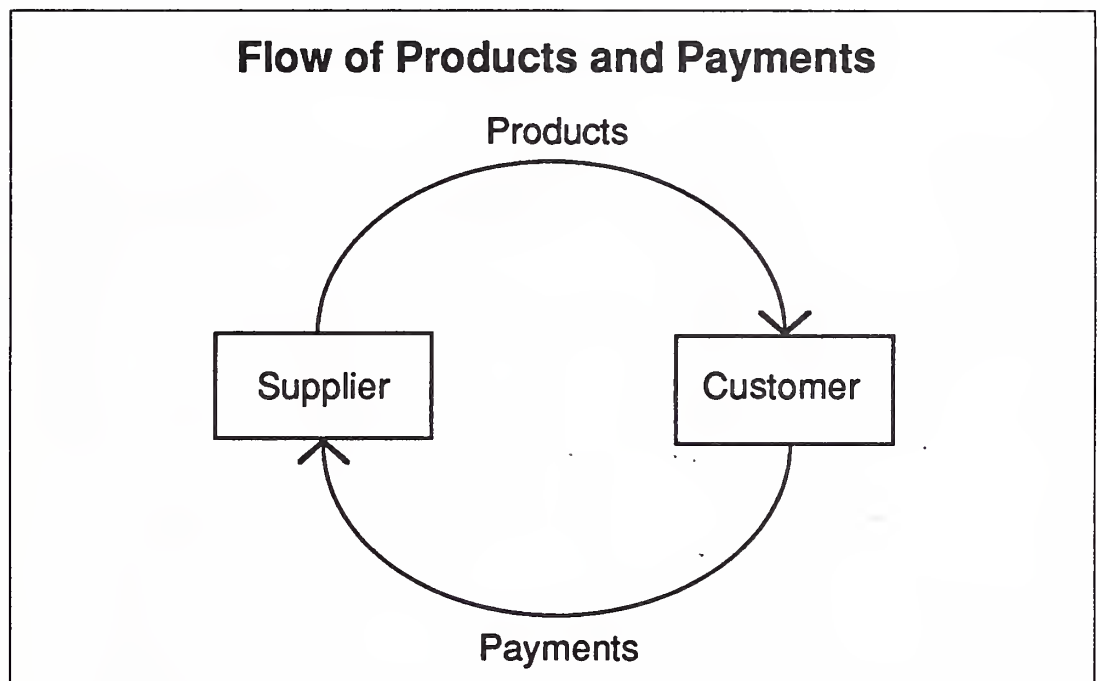 Flow of Products and Payments
Products
Supplier
Customer
Payments